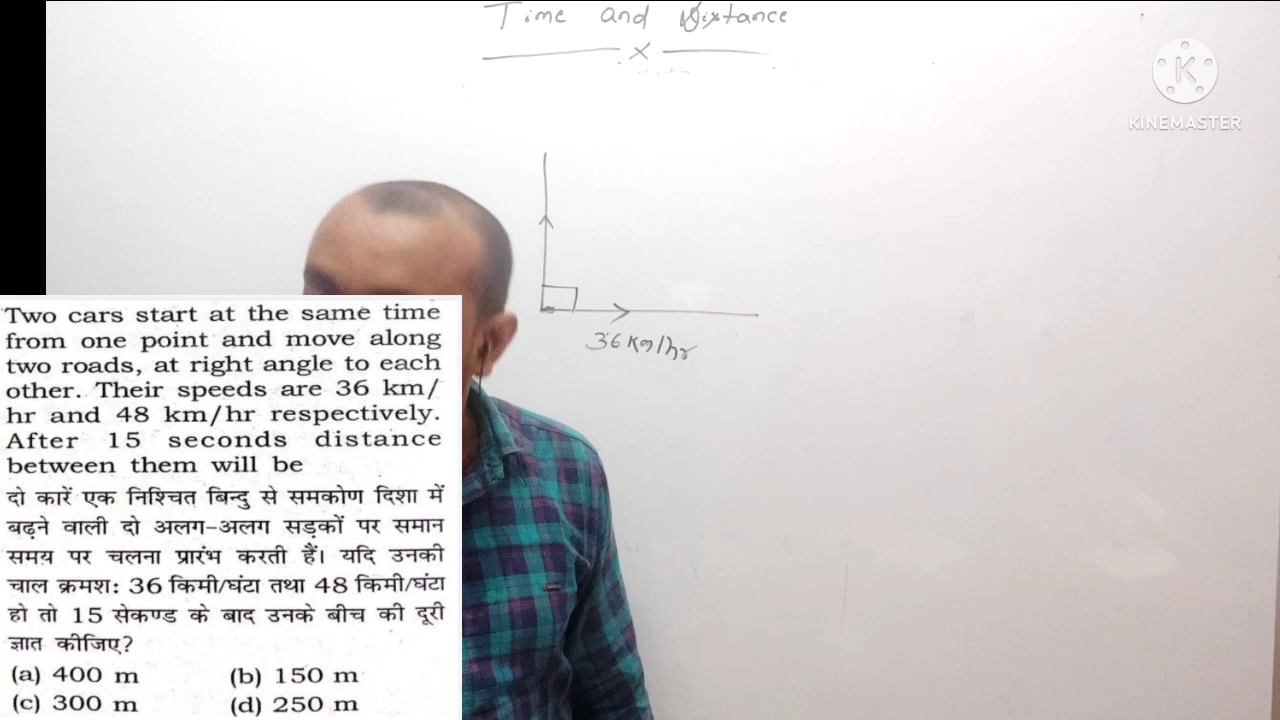 Time and Distance
x
KINEMASTER
36 Km/hr
Two cars start at the same time
from one point and move along
two roads, at right angle to each
other. Their speeds are 36 km/
hr and 48 km/hr respectively.
After 15 seconds distance
between them will be
दो कारें एक निश्चित बिन्दु से समकोण दिशा में
बढ़ने वाली दो अलग-अलग सड़कों पर समान
समय पर चलना प्रारंभ करती हैं। यदि उनकी
चाल क्रमश: 36 किमी/घंटा तथा 48 किमी/घंटा
हो तो 15 सेकण्ड के बाद उनके बीच की दूरी
ज्ञात कीजिए?
(a) 400 m (b) 150 m
(c) 300 m (d) 250 m